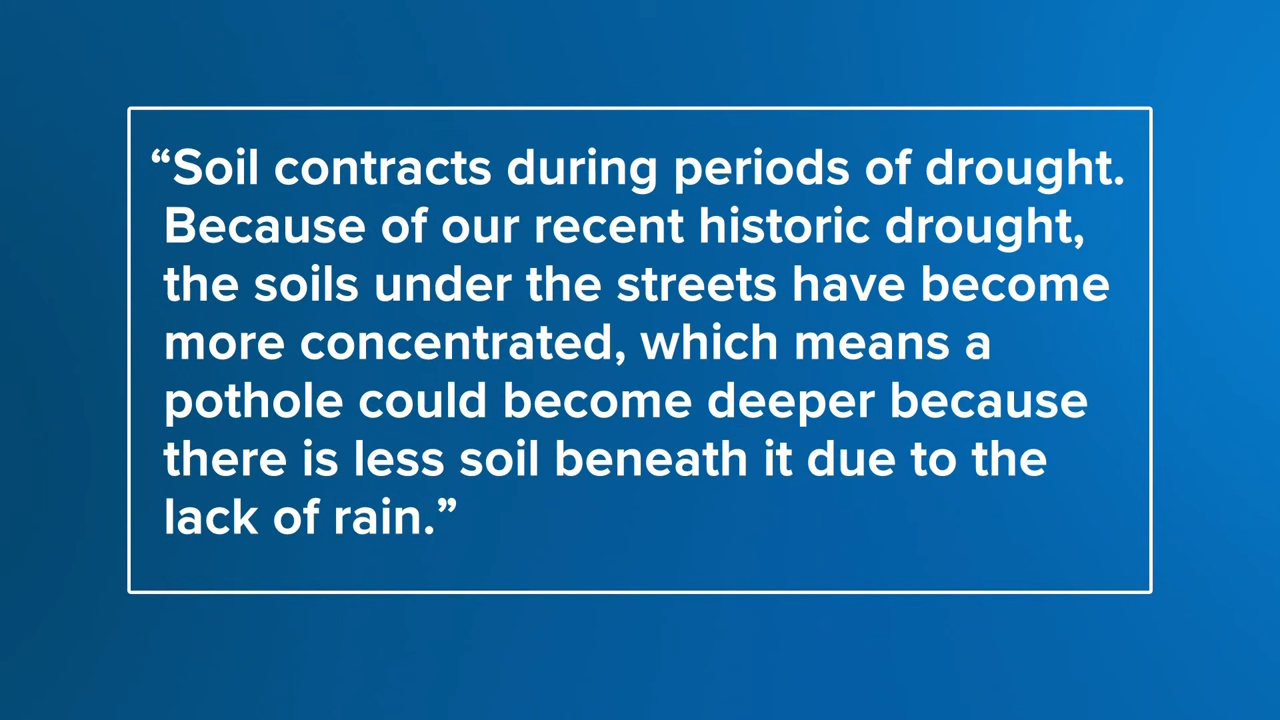 “Soil contracts during periods of drought.
Because of our recent historic drought,
the soils under the streets have become
more concentrated, which means a
pothole could become deeper because
there is less soil beneath it due to the
lack of rain.”